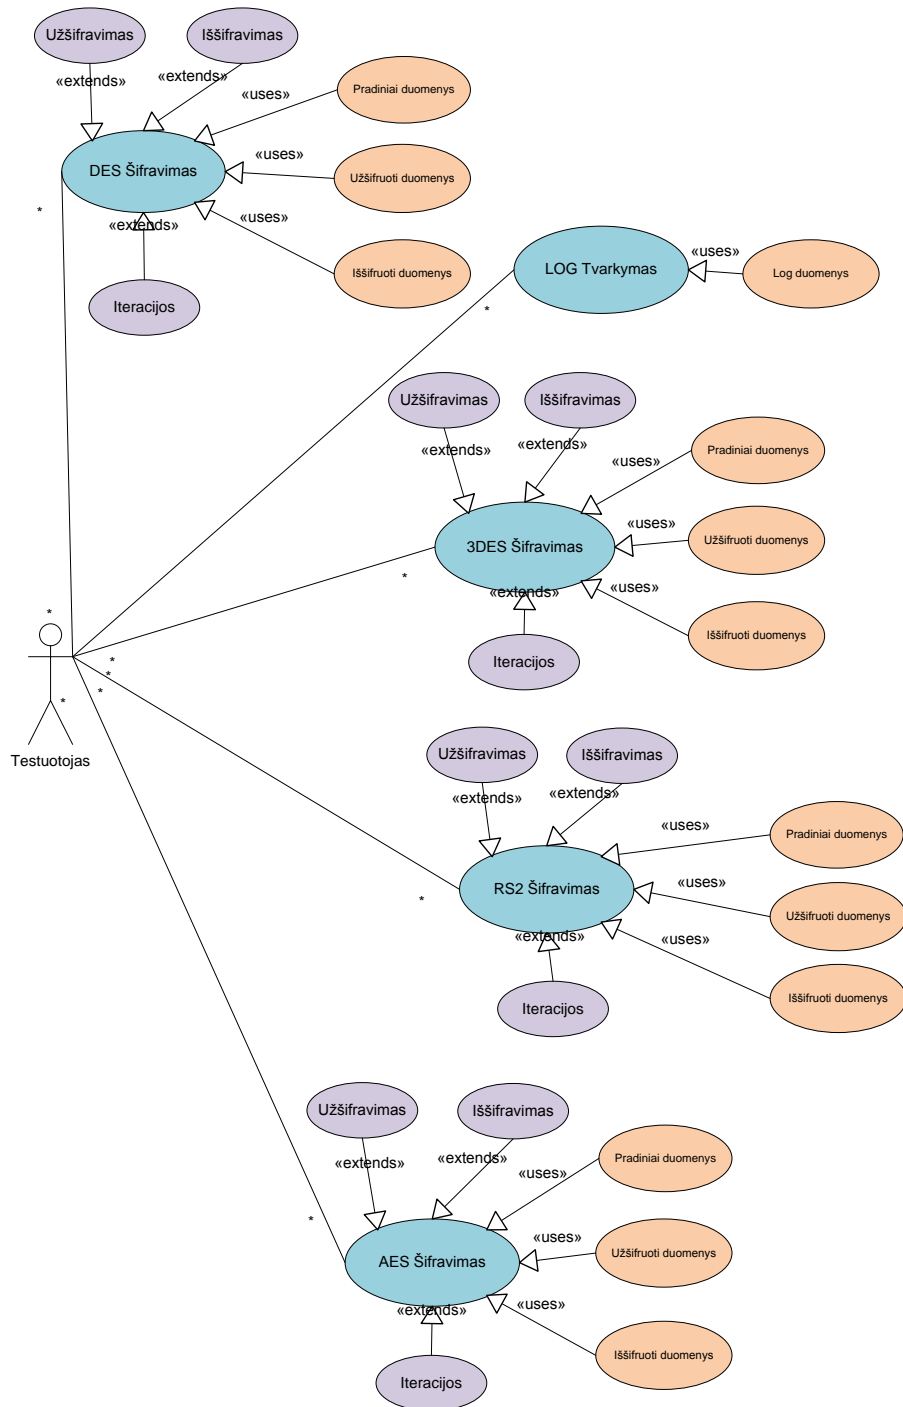 Užšifravimas
Iššifravimas
«extends»
«extends»
«uses»
Pradiniai duomenys
DES Šifravimas
«uses»
Užšifruoti duomenys
*
«extends»
«uses»
Iššifruoti duomenys
Iteracijos
LOG Tvarkymas
«uses»
Log duomenys
*
Užšifravimas
Iššifravimas
«extends»
«extends»
«uses»
Pradiniai duomenys
3DES Šifravimas
«uses»
Užšifruoti duomenys
*
«extends»
«uses»
Iššifruoti duomenys
Iteracijos
*
*
*
*
*
Testuotojas
Užšifravimas
Iššifravimas
«extends»
«extends»
«uses»
Pradiniai duomenys
RS2 Šifravimas
«uses»
Užšifruoti duomenys
*
«extends»
«uses»
Iššifruoti duomenys
Iteracijos
Užšifravimas
Iššifravimas
«extends»
«extends»
«uses»
Pradiniai duomenys
*
AES Šifravimas
«uses»
Užšifruoti duomenys
«extends»
«uses»
Iššifruoti duomenys
Iteracijos